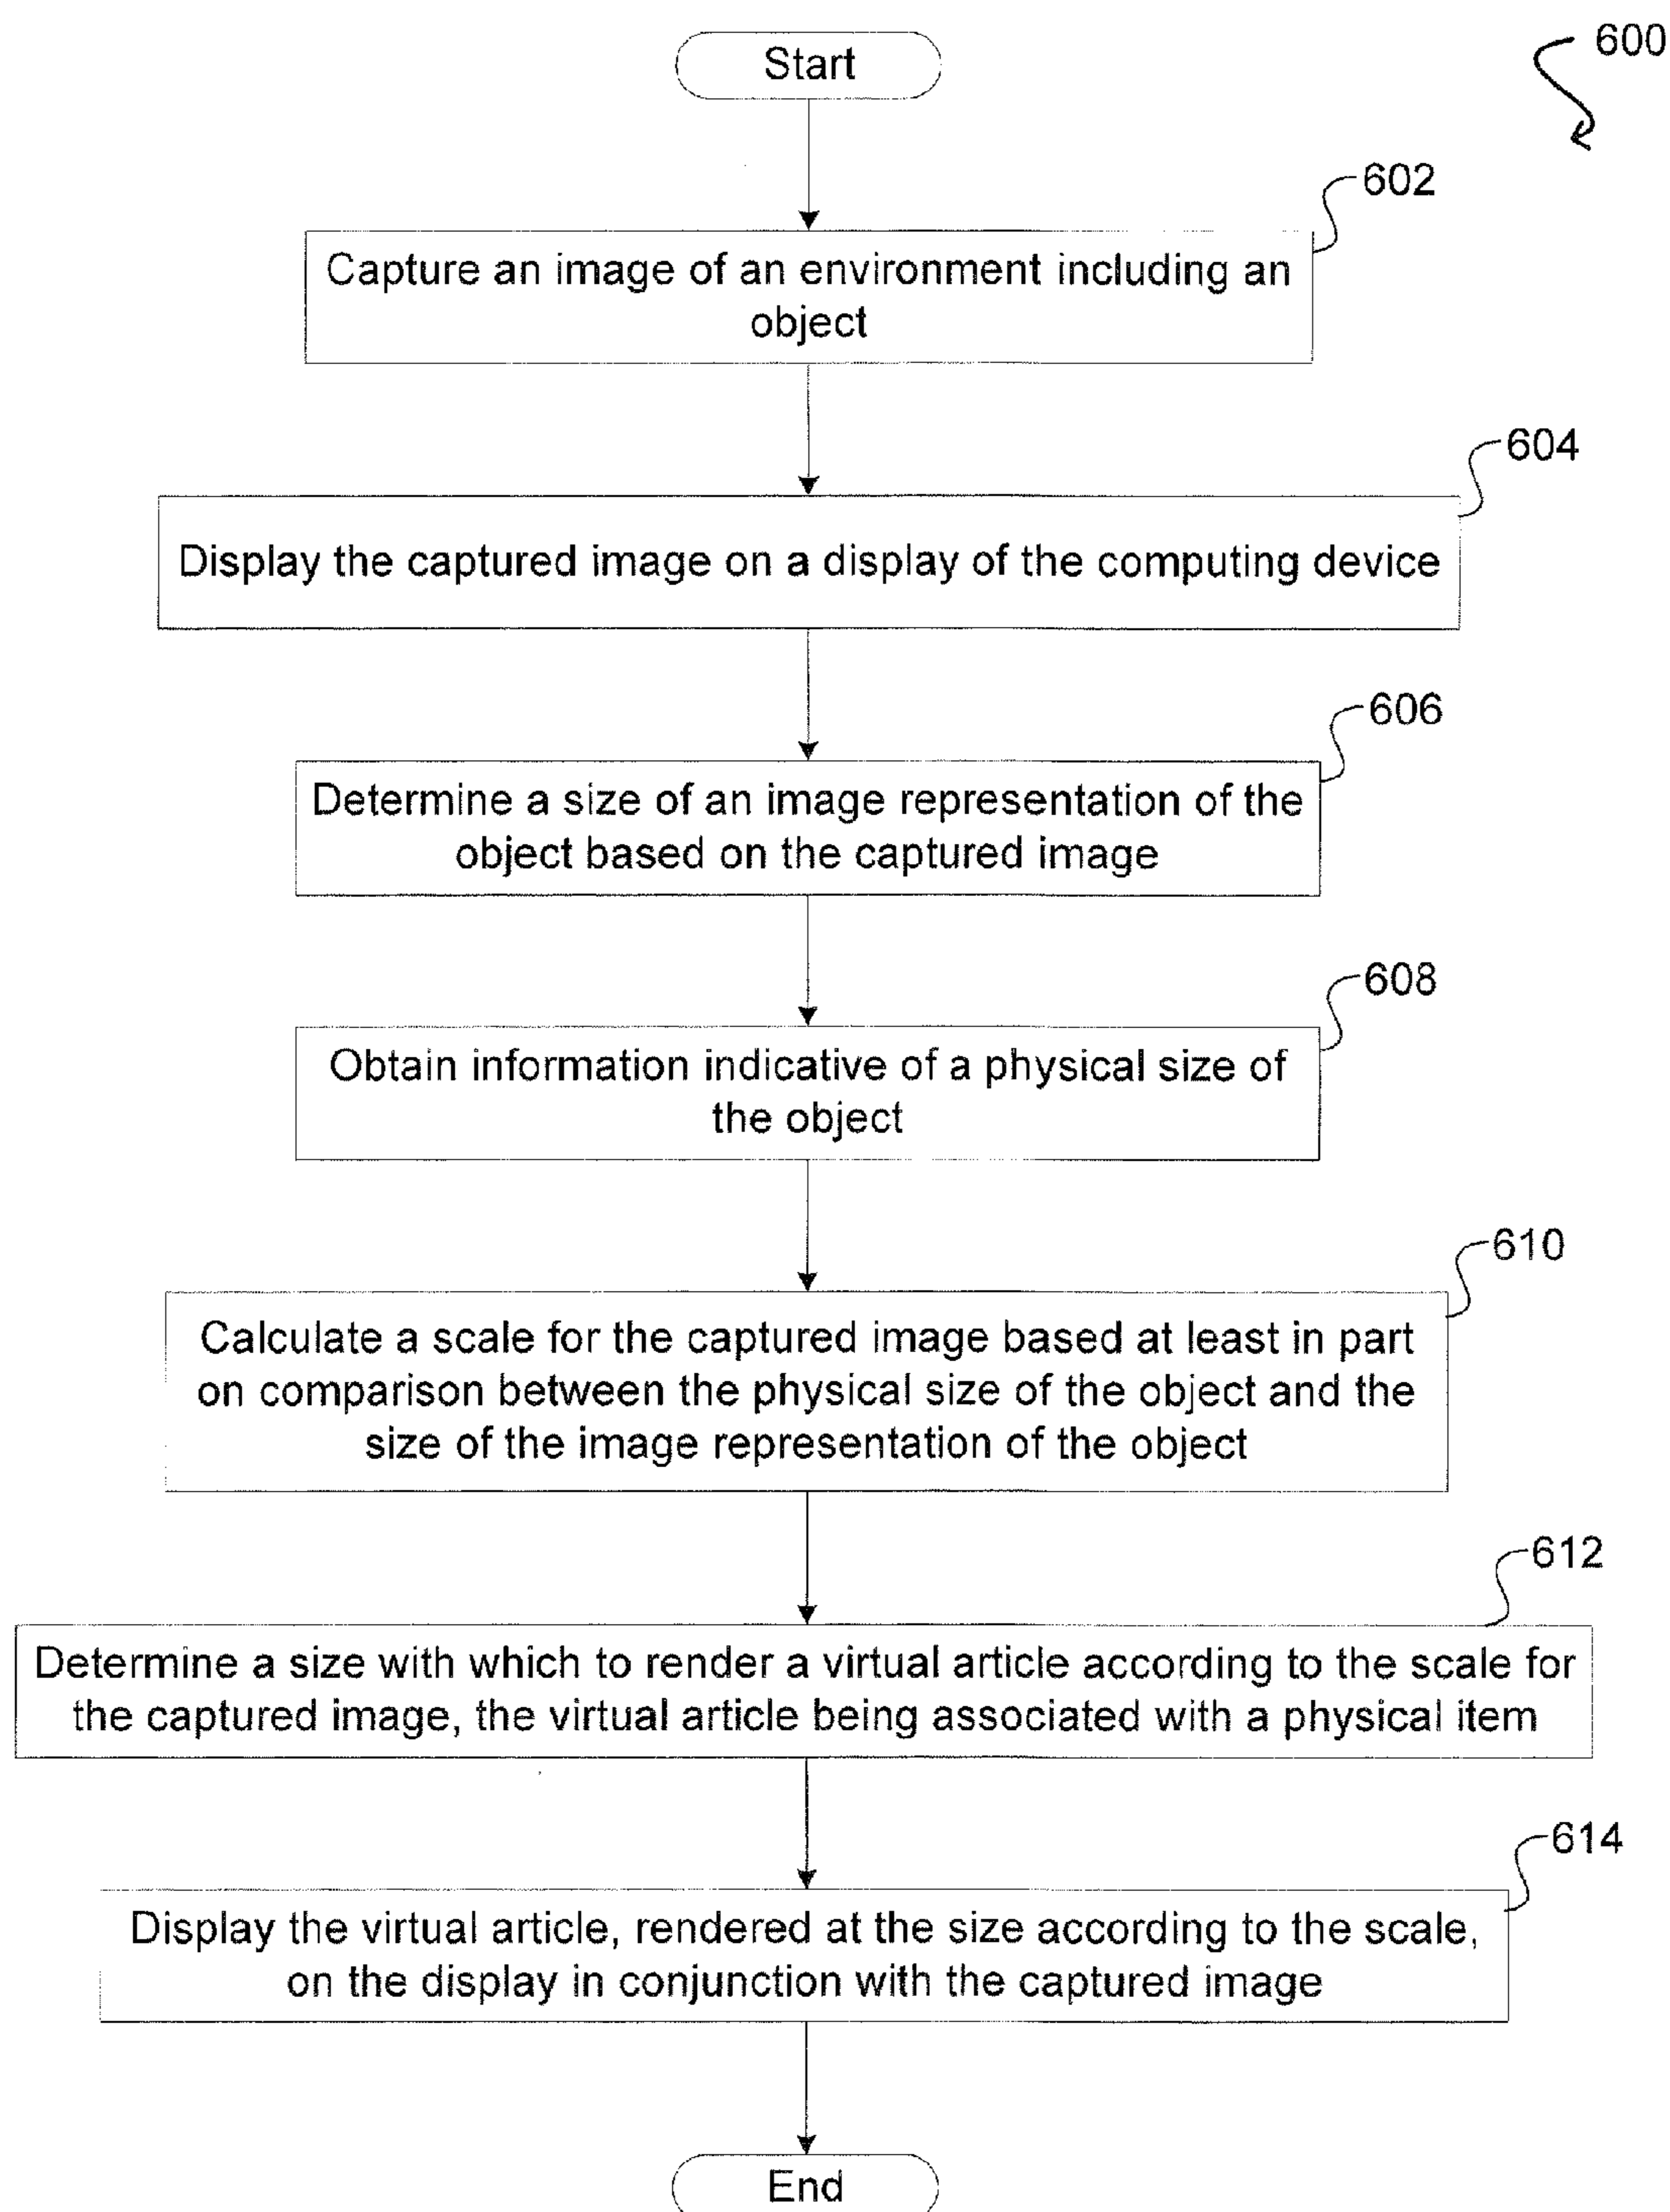 600
Start
602
Capture an image of an environment including an
object
604
Display the captured image on a display of the computing device
606
Determine a size of an image representation of the
object based on the captured image
608
Obtain information indicative of a physical size of
the object
610
Calculate a scale for the captured image based at least in part
on comparison between the physical size of the object and the
size of the image representation of the object
612
Determine a size with which to render a virtual article according to the scale for
the captured image, the virtual article being associated with a physical item
614
Display the virtual article, rendered at the size according to the scale,
on the display in conjunction with the captured image
End